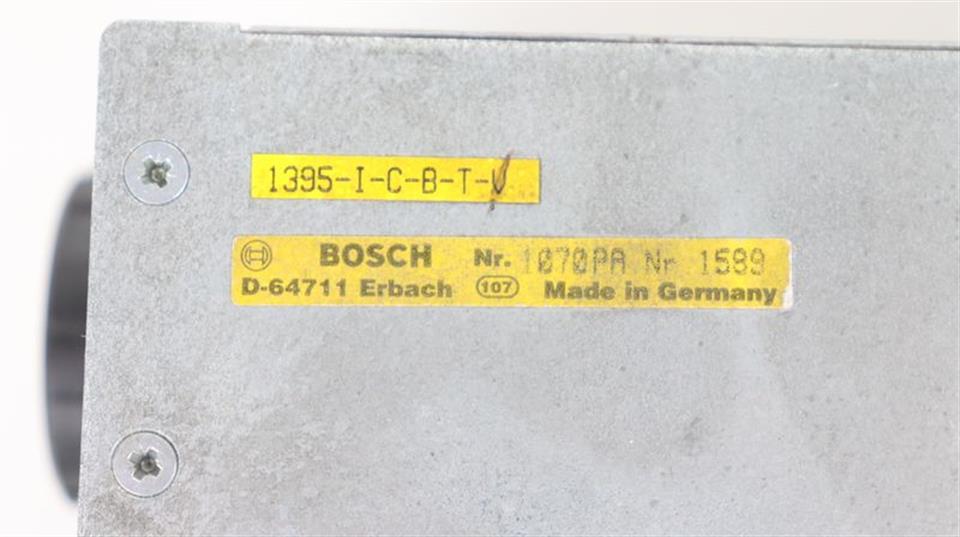 1395-I-C-B-T-V
BOSCH Nr. 1070PA Nr 1589
D-64711 Erbach 107 Made in Germany